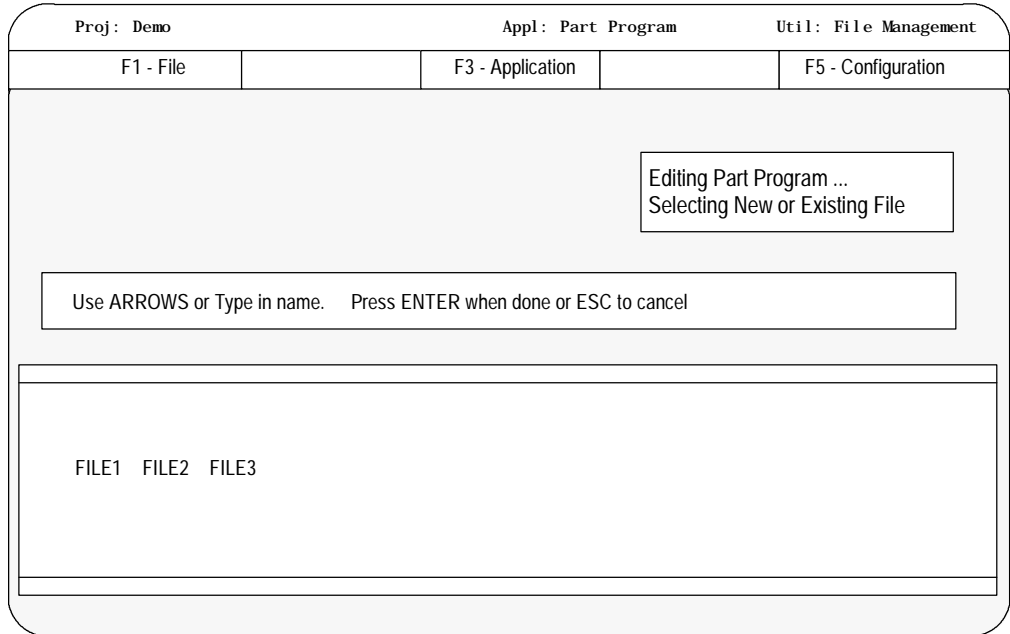 Proj: Demo Appl: Part Program Util: File Management
F1 - File F3 - Application F5 - Configuration
Editing Part Program ...
Selecting New or Existing File
Use ARROWS or Type in name. Press ENTER when done or ESC to cancel
FILE1 FILE2 FILE3